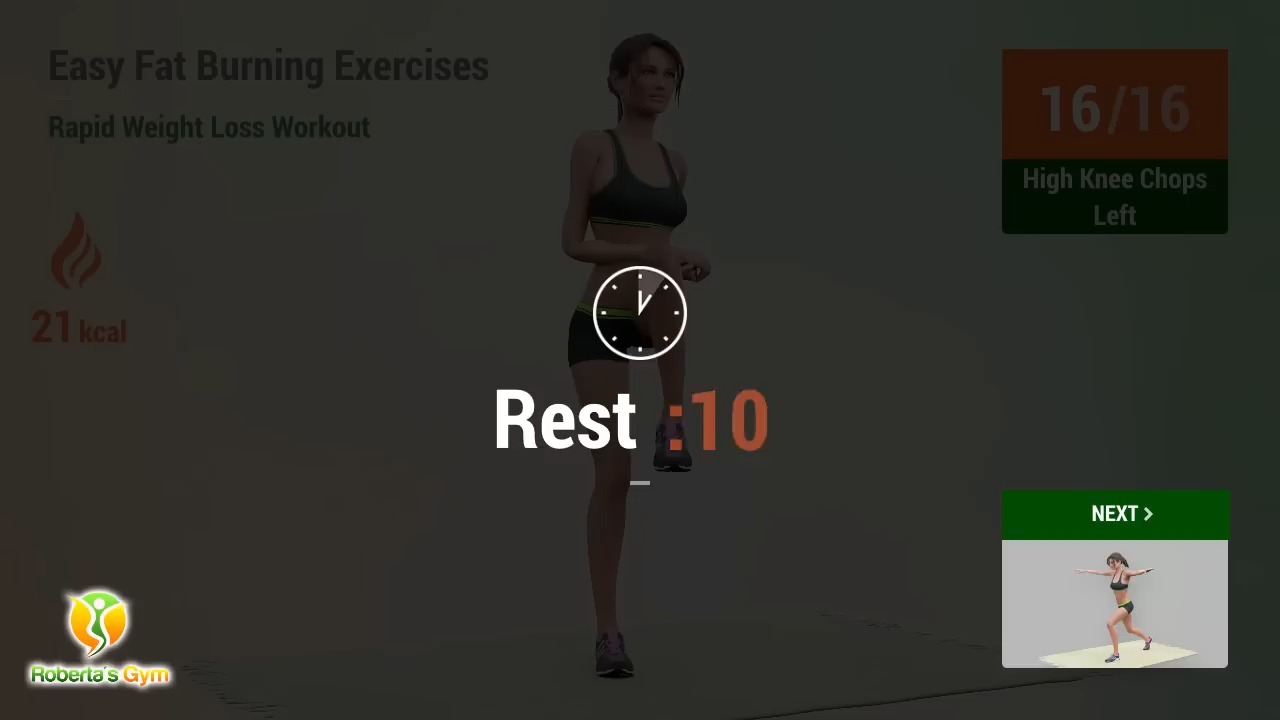 Easy Fat Burning Exercises
Rapid Weight Loss Workout
16/16
High Knee Chops
Left
21 kcal
Rest :10
NEXT >
Roberta's Gym